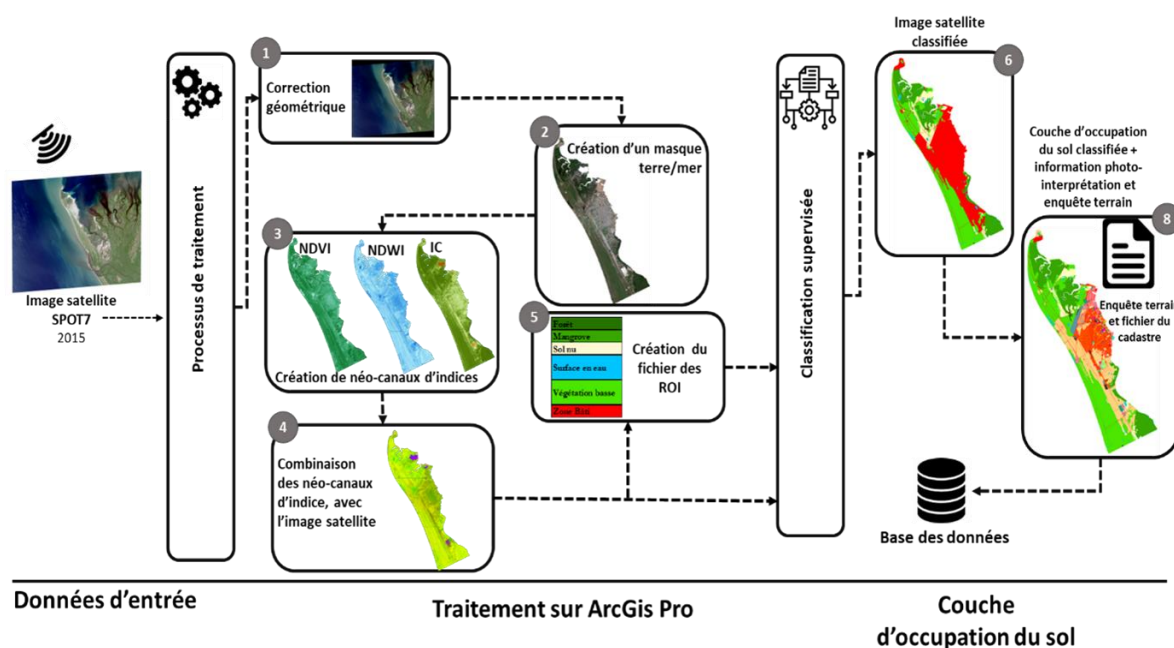 Image satellite
SPOT7
2015
Processus de traitement
1
Correction
géométrique
2
Création d'un masque
terre/mer
3
NDVI
NDWI
IC
Création de néo-canaux d'indices
4
Combinaison
des néo-canaux
d'indice, avec
l'image satellite
5
Forêt
Mangrove
Sol nu
Surface en eau
Végétation basse
Zone Bâti
Création du
fichier des
ROI
Classification supervisée
Image satellite
classifiée
6
Couche d'occupation
du sol classifiée +
information photo-
interprétation et
enquête terrain
8
Enquête terrain
et fichier du
cadastre
Base des données
Données d'entrée
Traitement sur ArcGis Pro
Couche
d'occupation du sol